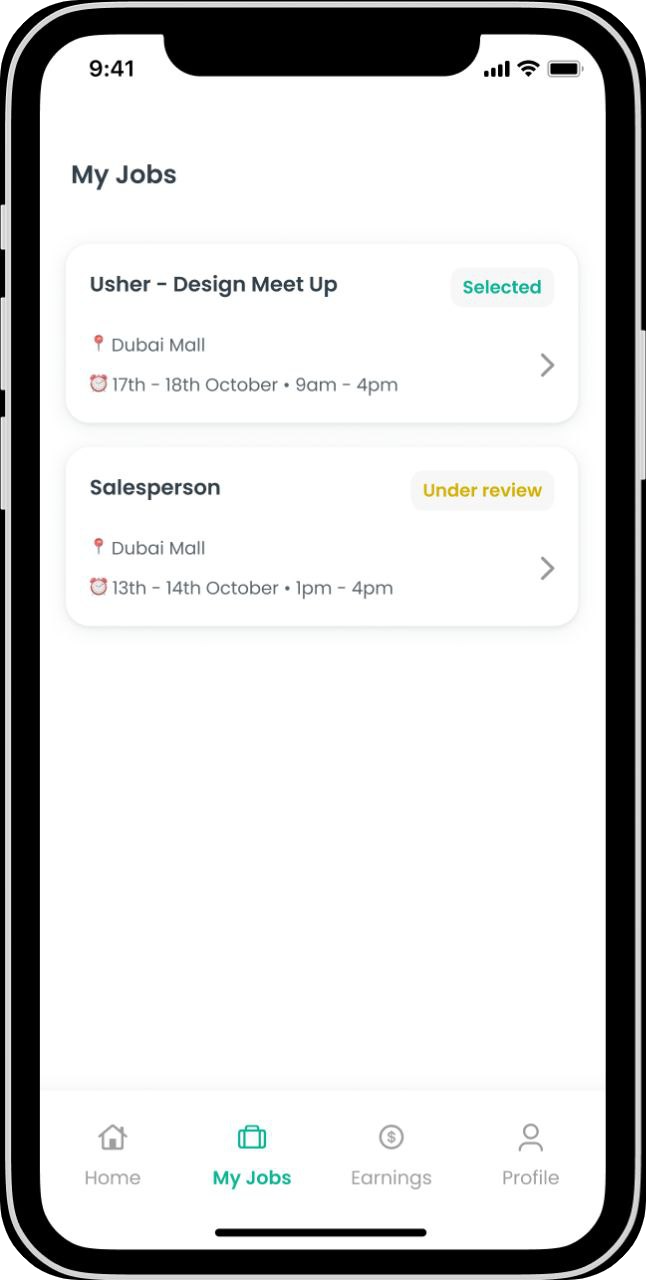 9:41
My Jobs
Usher - Design Meet Up
Selected
📍 Dubai Mall
⏰ 17th - 18th October • 9am - 4pm
Salesperson
Under review
📍 Dubai Mall
⏰ 13th - 14th October • 1pm - 4pm
Home
My Jobs
Earnings
Profile